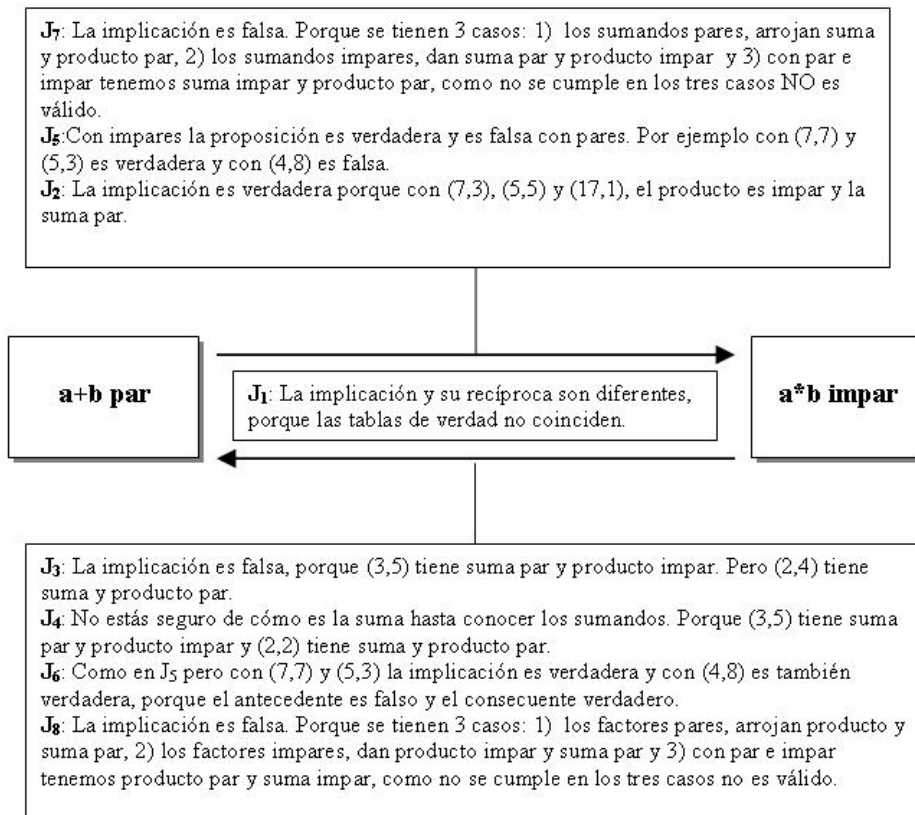 J7: La implicación es falsa. Porque se tienen 3 casos: 1) los sumandos pares, arrojan suma
y producto par, 2) los sumandos impares, dan suma par y producto impar y 3) con par e
impar tenemos suma impar y producto par, como no se cumple en los tres casos NO es
válido.
J5:Con impares la proposición es verdadera y es falsa con pares. Por ejemplo con (7,7) y
(5,3) es verdadera y con (4,8) es falsa.
J2: La implicación es verdadera porque con (7,3), (5,5) y (17,1), el producto es impar y la
suma par.
a+b par
J1: La implicación y su recíproca son diferentes,
porque las tablas de verdad no coinciden.
a*b impar
J3: La implicación es falsa, porque (3,5) tiene suma par y producto impar. Pero (2,4) tiene
suma y producto par.
J4: No estás seguro de cómo es la suma hasta conocer los sumandos. Porque (3,5) tiene suma
par y producto impar y (2,2) tiene suma y producto par.
J6: Como en J5 pero con (7,7) y (5,3) la implicación es verdadera y con (4,8) es también
verdadera, porque el antecedente es falso y el consecuente verdadero.
J8: La implicación es falsa. Porque se tienen 3 casos: 1) los factores pares, arrojan producto y
suma par, 2) los factores impares, dan producto impar y suma par y 3) con par e impar
tenemos producto par y suma impar, como no se cumple en los tres casos no es válido.